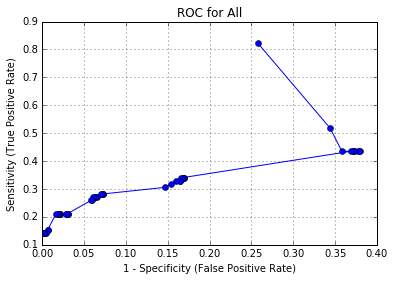 ROC for All
Sensitivity (True Positive Rate)
0.9
0.8
0.7
0.6
0.5
0.4
0.3
0.2
0.1
0.00 0.05 0.10 0.15 0.20 0.25 0.30 0.35 0.40
1 - Specificity (False Positive Rate)